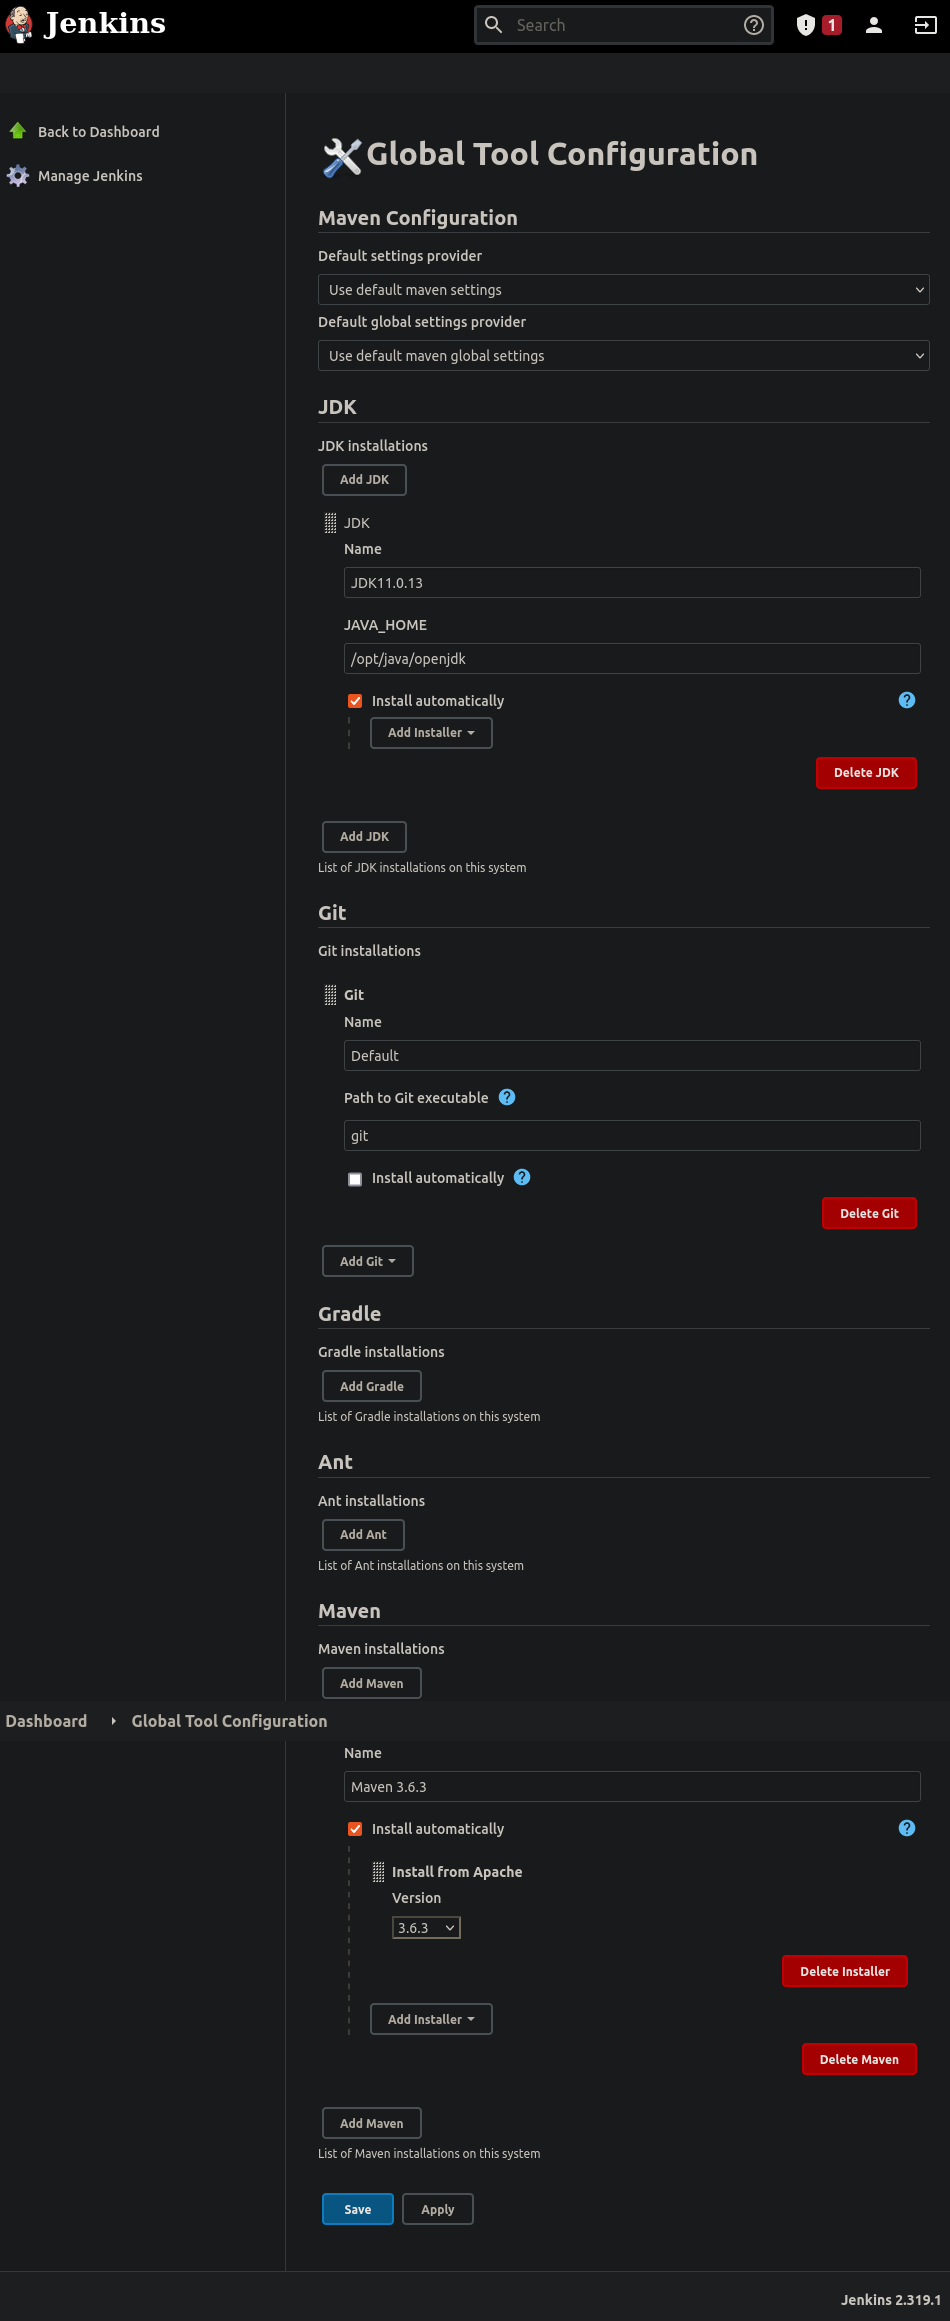 Jenkins
Search
1
Back to Dashboard
Manage Jenkins
Global Tool Configuration
Maven Configuration
Default settings provider
Use default maven settings
Default global settings provider
Use default maven global settings
JDK
JDK installations
Add JDK
JDK
Name
JDK11.0.13
JAVA_HOME
/opt/java/openjdk
Install automatically
Add Installer
Delete JDK
Add JDK
List of JDK installations on this system
Git
Git installations
Git
Name
Default
Path to Git executable
git
Install automatically
Delete Git
Add Git
Gradle
Gradle installations
Add Gradle
List of Gradle installations on this system
Ant
Ant installations
Add Ant
List of Ant installations on this system
Maven
Maven installations
Add Maven
Dashboard Global Tool Configuration
Name
Maven 3.6.3
Install automatically
Install from Apache
Version
3.6.3
Delete Installer
Add Installer
Delete Maven
Add Maven
List of Maven installations on this system
Save Apply
Jenkins 2.319.1